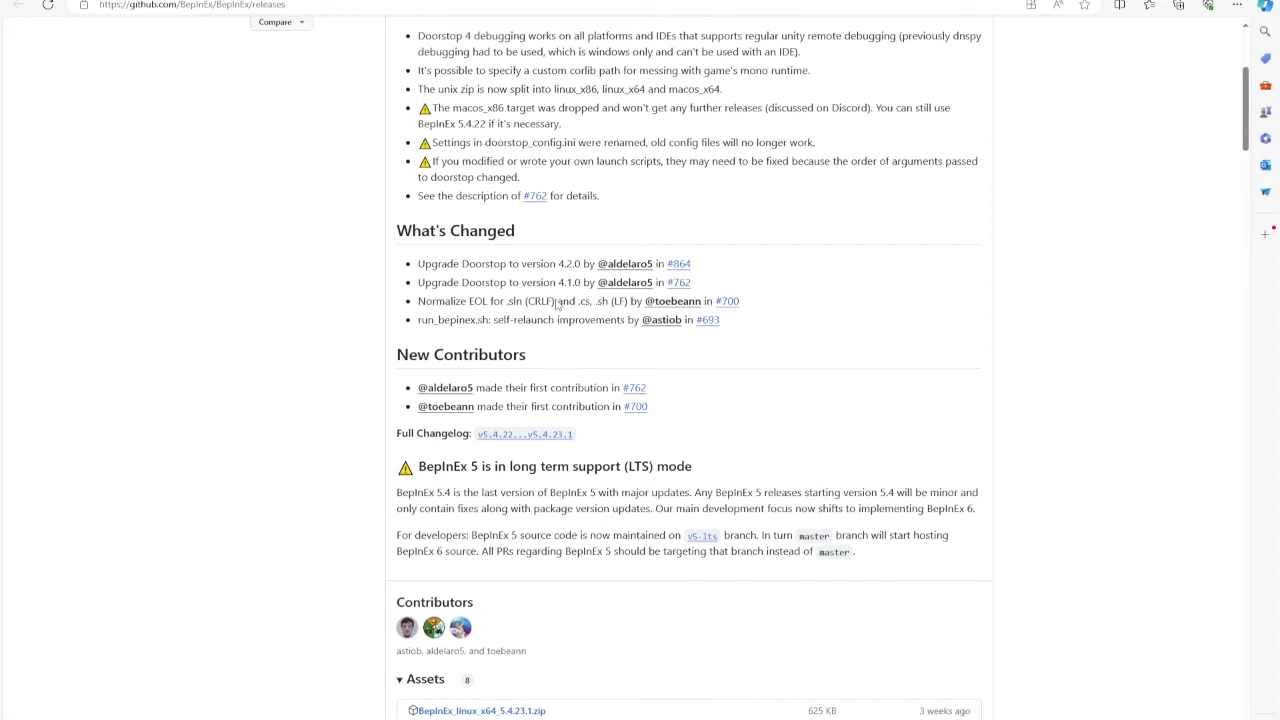 https://github.com/BepInEx/BepInEx/releases
Compare
Doorstop 4 debugging works on all platforms and IDEs that supports regular unity remote debugging (previously dnspy
debugging had to be used, which is windows only and can't be used with an IDE).
It's possible to specify a custom corlib path for messing with game's mono runtime.
The unix zip is now split into linux_x86, linux_x64 and macos_x64.
The macos_x86 target was dropped and won't get any further releases (discussed on Discord). You can still use
BepInEx 5.4.22 if it's necessary.
Settings in doorstop_config.ini were renamed, old config files will no longer work.
If you modified or wrote your own launch scripts, they may need to be fixed because the order of arguments passed
to doorstop changed.
See the description of #762 for details.
What's Changed
Upgrade Doorstop to version 4.2.0 by @aldelaro5 in #864
Upgrade Doorstop to version 4.1.0 by @aldelaro5 in #762
Normalize EOL for .sln (CRLF) and .cs, .sh (LF) by @toebeann in #700
run_bepinex.sh: self-relaunch improvements by @astiob in #693
New Contributors
@aldelaro5 made their first contribution in #762
@toebeann made their first contribution in #700
Full Changelog: v5.4.22...v5.4.23.1
BepInEx 5 is in long term support (LTS) mode
BepInEx 5.4 is the last version of BepInEx 5 with major updates. Any BepInEx 5 releases starting version 5.4 will be minor and
only contain fixes along with package version updates. Our main development focus now shifts to implementing BepInEx 6.
For developers: BepInEx 5 source code is now maintained on v5-lts branch. In turn master branch will start hosting
BepInEx 6 source. All PRs regarding BepInEx 5 should be targeting that branch instead of master.
Contributors
astiob, aldelaro5, and toebeann
Assets 8
BepInEx_linux_x64_5.4.23.1.zip 625 KB 3 weeks ago